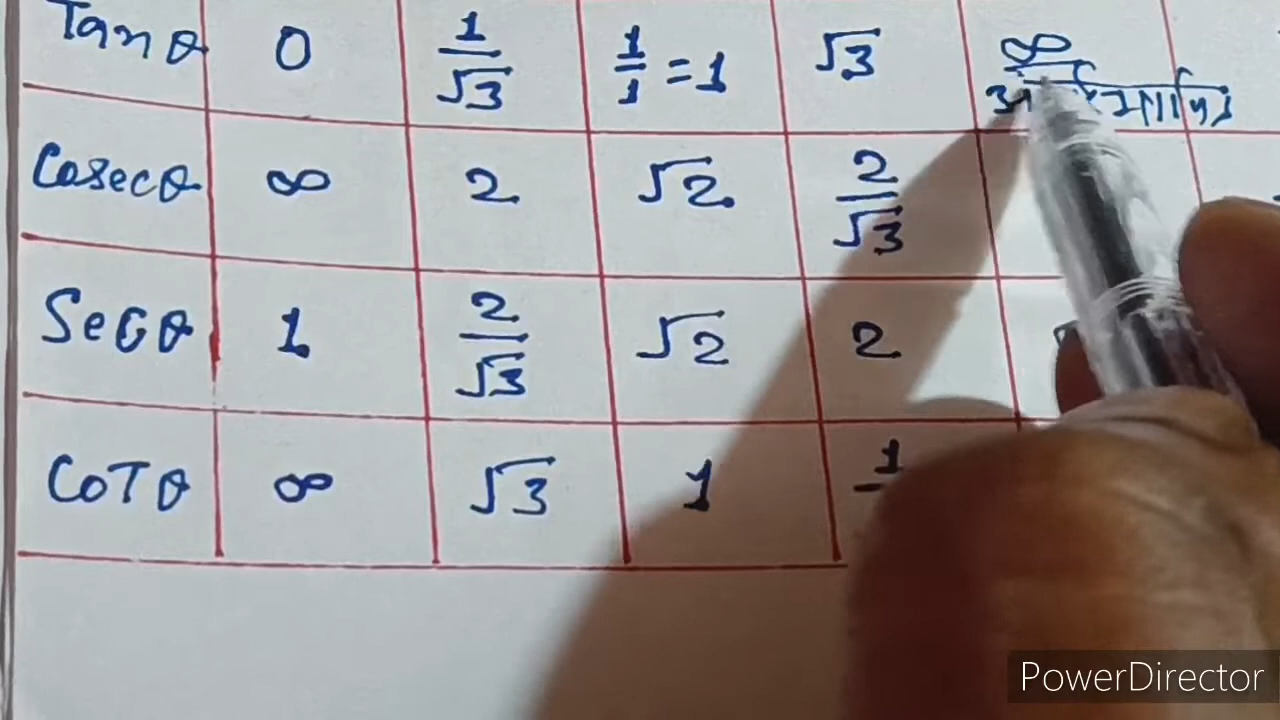 Tanθ 0 1/√3 1/1 = 1 √3 ∞
Cosecθ ∞ 2 √2 2/√3
Secθ 1 2/√3 √2 2
CoTθ ∞ √3 1 1
PowerDirector